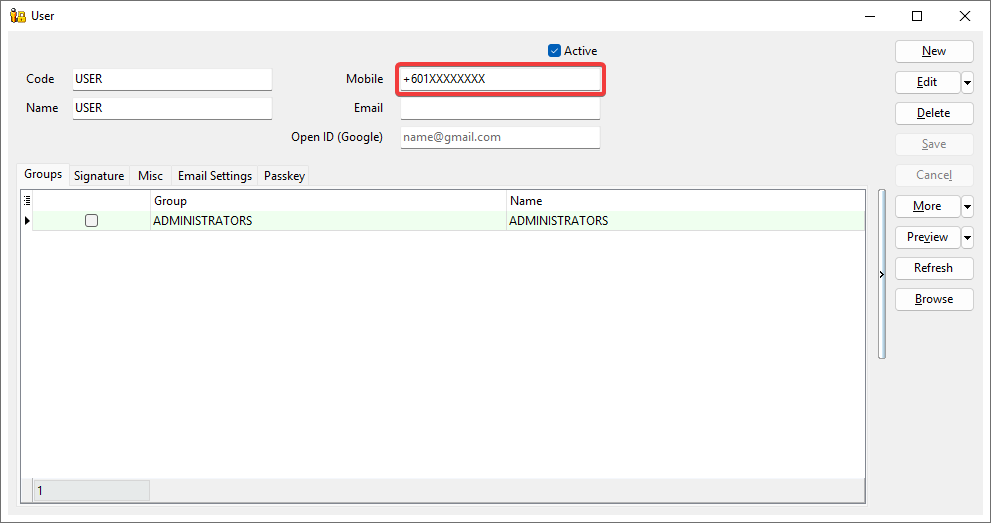 User
Active
New
Code USER Mobile +601XXXXXXXX
Edit
Name USER Email
Delete
Open ID (Google) name@gmail.com
Save
Groups Signature Misc Email Settings Passkey
Cancel
Group Name
More
ADMINISTRATORS ADMINISTRATORS
Preview
Refresh
Browse
1